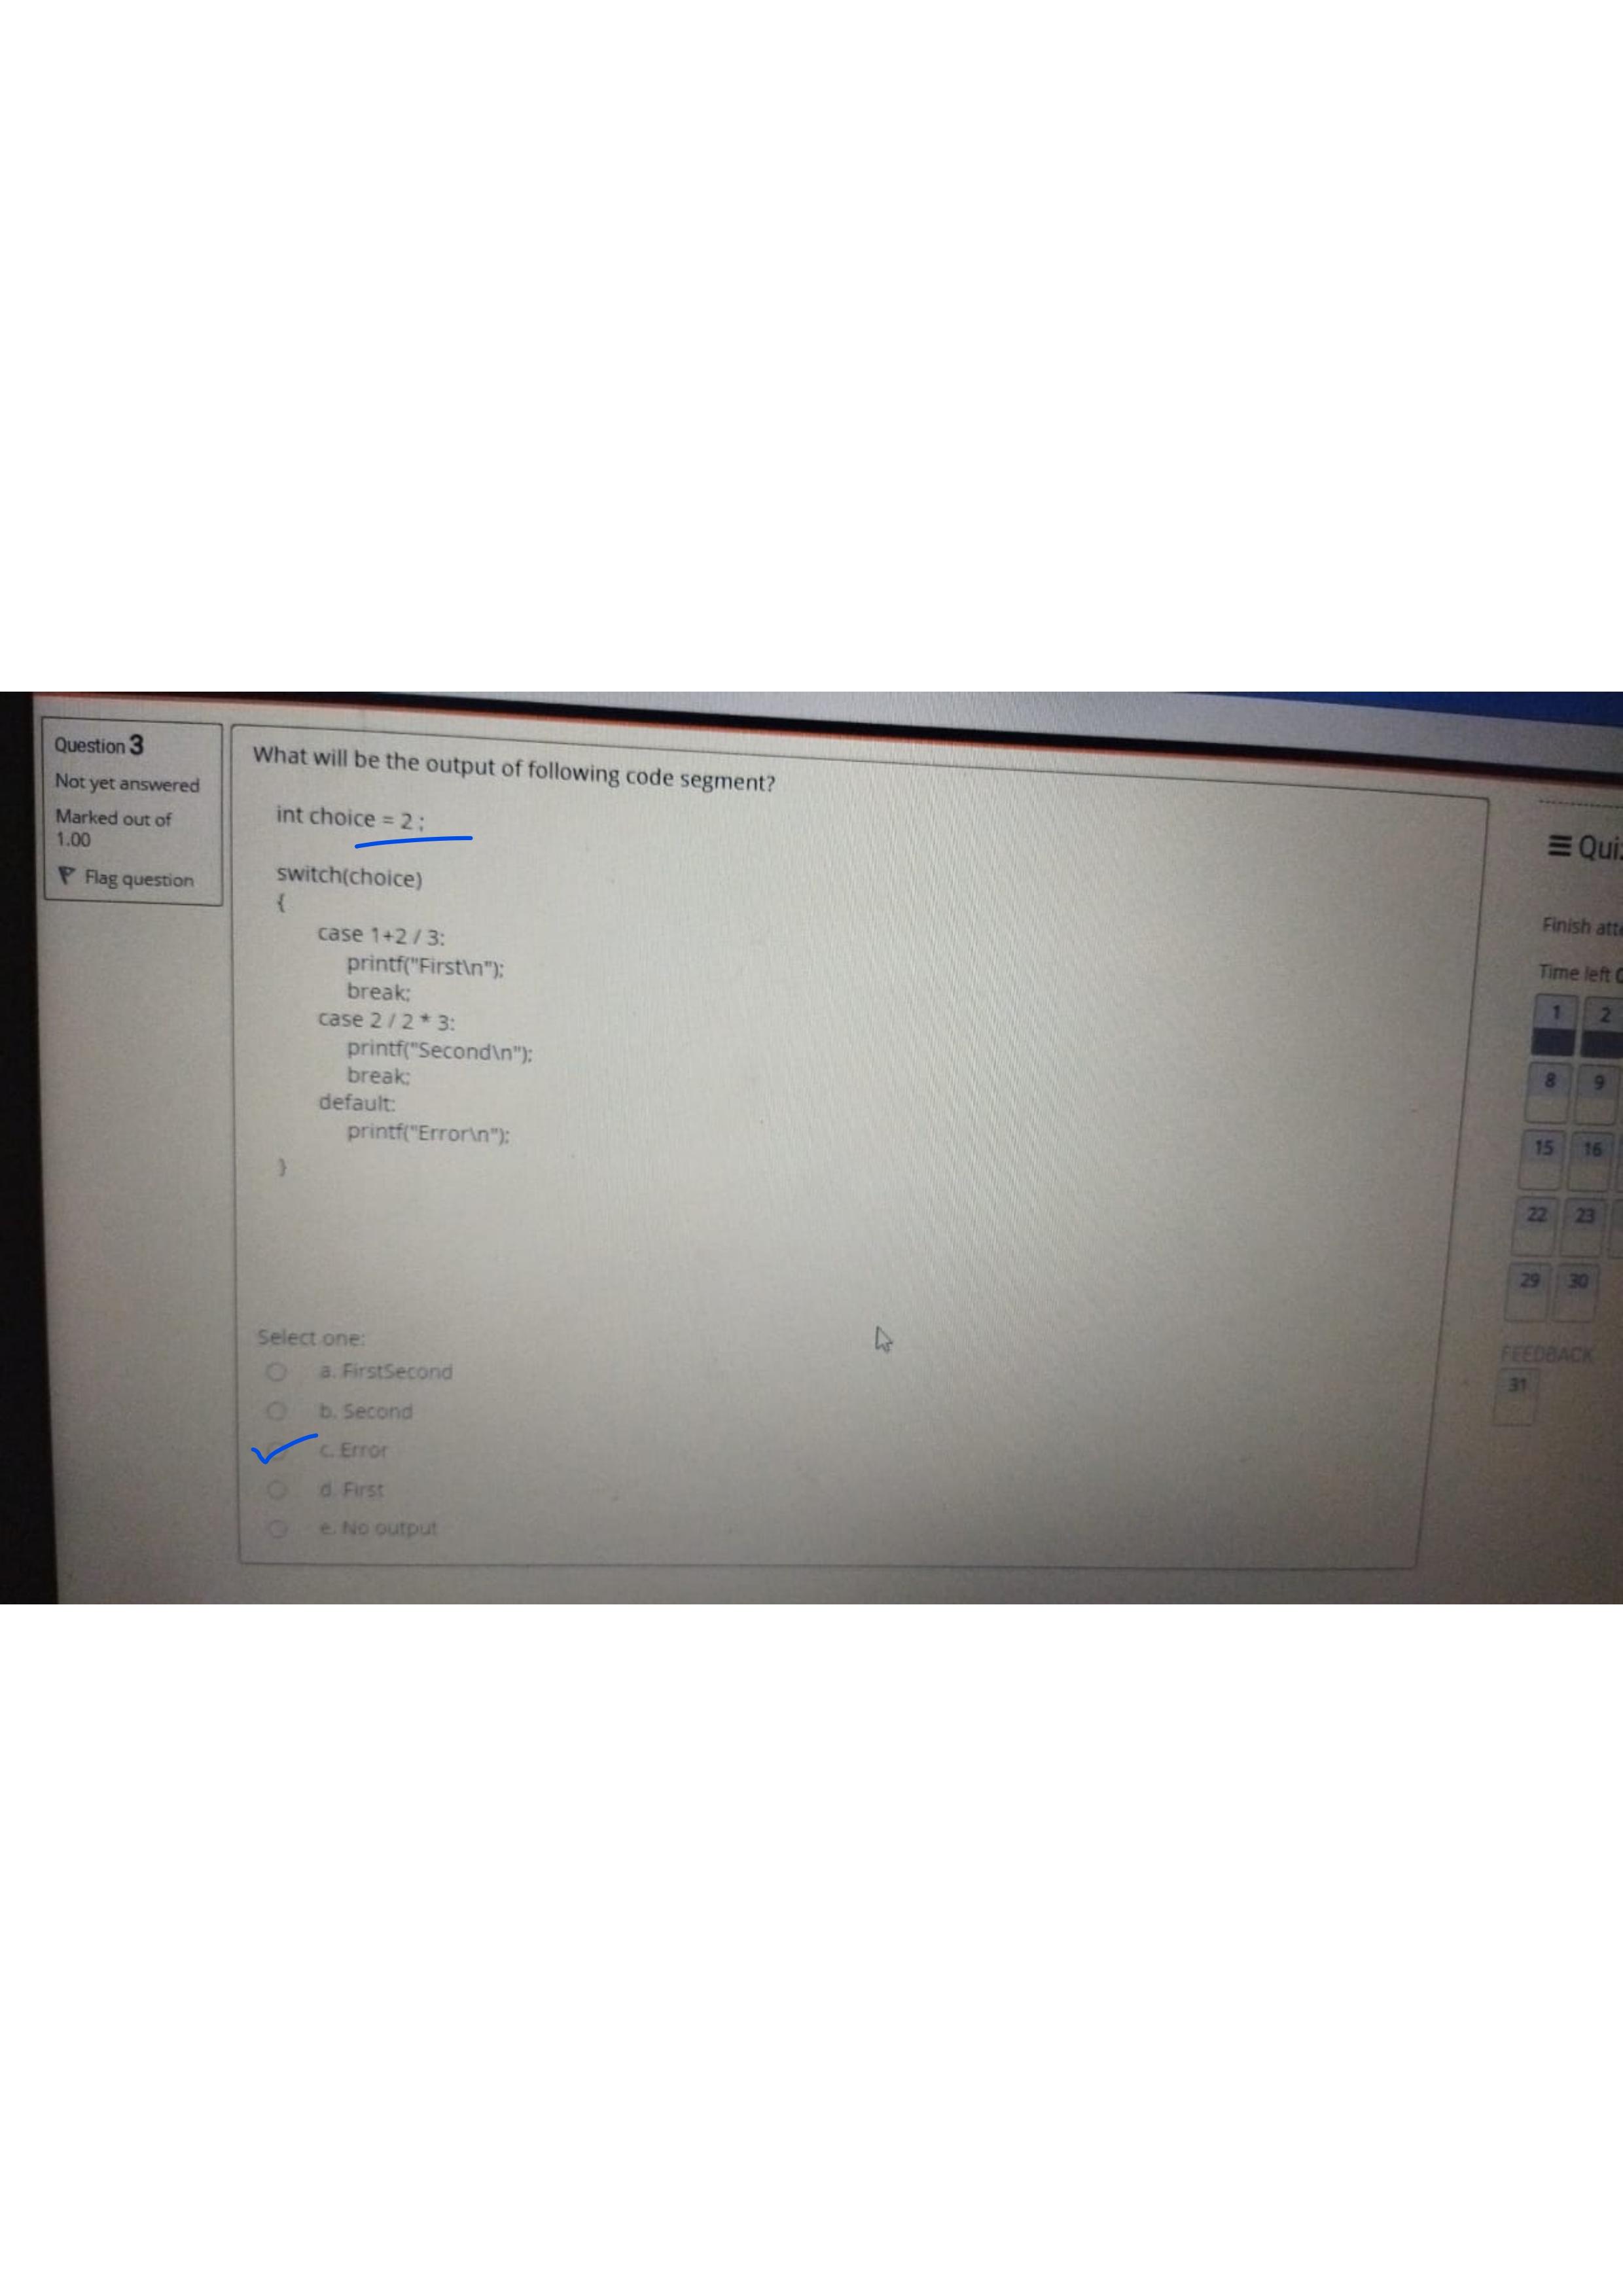 Question 3
Not yet answered
Marked out of
1.00
Flag question
What will be the output of following code segment?
int choice = 2 ;
switch(choice)
{
case 1+2 / 3:
printf("First\n");
break;
case 2 / 2 * 3:
printf("Second\n");
break;
default:
printf("Error\n");
}
Select one:
a. FirstSecond
b. Second
c. Error
d. First
e. No output
Finish
Time left
1 2
8 9
15 16
22 23
29 30
FEEDBACK
31